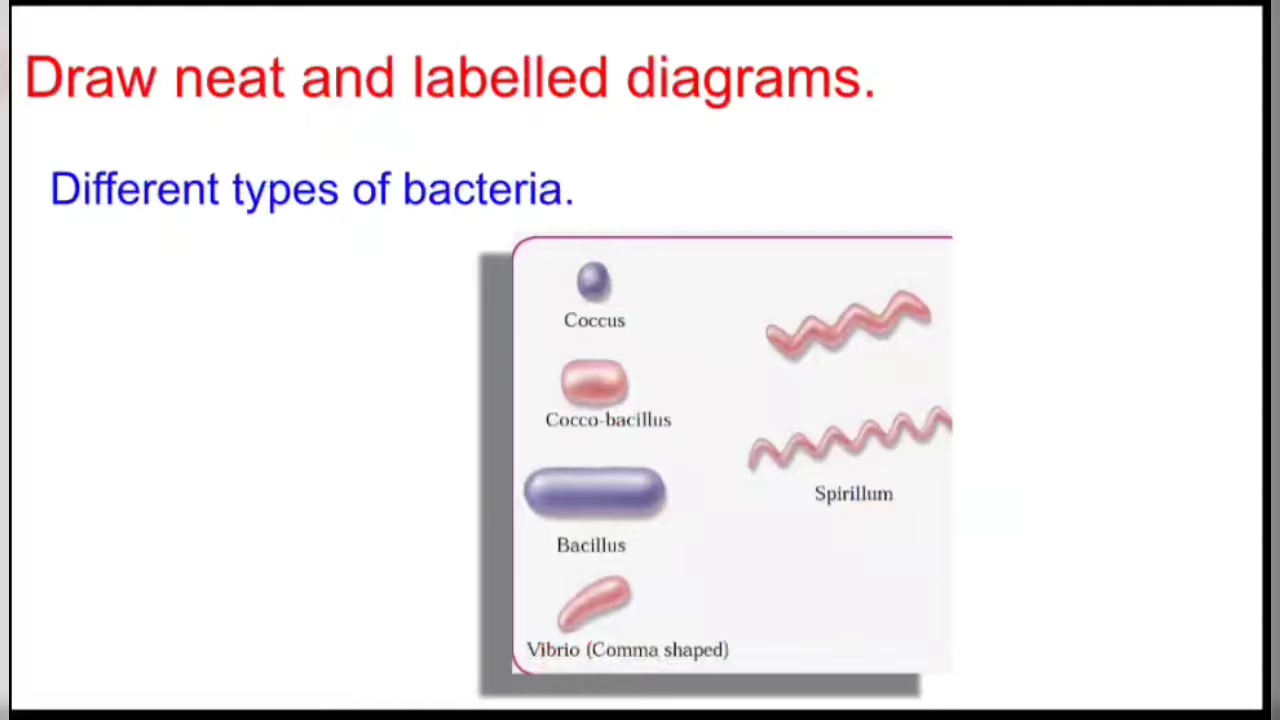 Draw neat and labelled diagrams.
Different types of bacteria.
Coccus
Cocco-bacillus
Bacillus
Vibrio (Comma shaped)
Spirillum